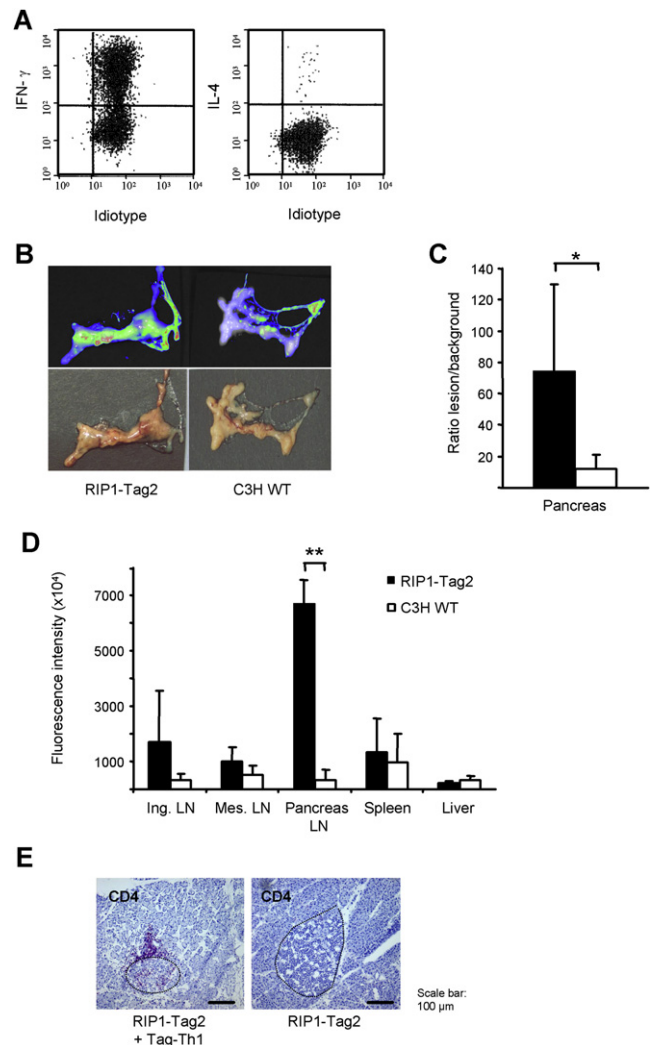 A
IFN- γ
10⁴
10³
10²
10¹
10⁰
10⁰ 10¹ 10² 10³ 10⁴
Idiotype
IL-4
10⁴
10³
10²
10¹
10⁰
10⁰ 10¹ 10² 10³ 10⁴
Idiotype
B
RIP1-Tag2
C3H WT
C
Ratio lesion/background
140
120
100
80
60
40
20
*
Pancreas
D
Fluorescence intensity (x10⁴)
7000
5000
3000
1000
**
RIP1-Tag2
C3H WT
Ing. LN
Mes. LN
Pancreas
LN
Spleen
Liver
E
CD4
CD4
RIP1-Tag2
+ Tag-Th1
RIP1-Tag2
Scale bar:
100 µm